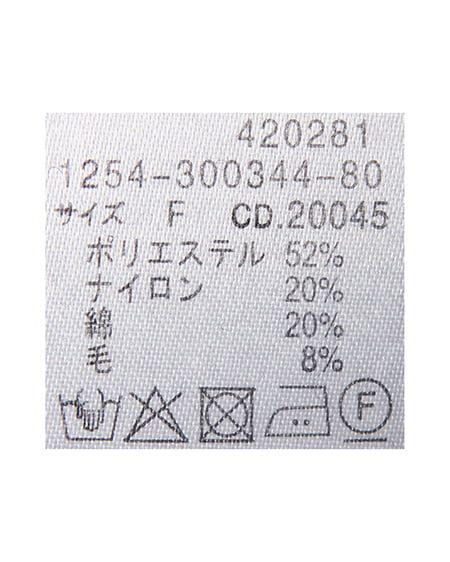 420281
1254-300344-80
サイズ F CD.20045
ポリエステル 52%
ナイロン 20%
綿 20%
毛 8%
F